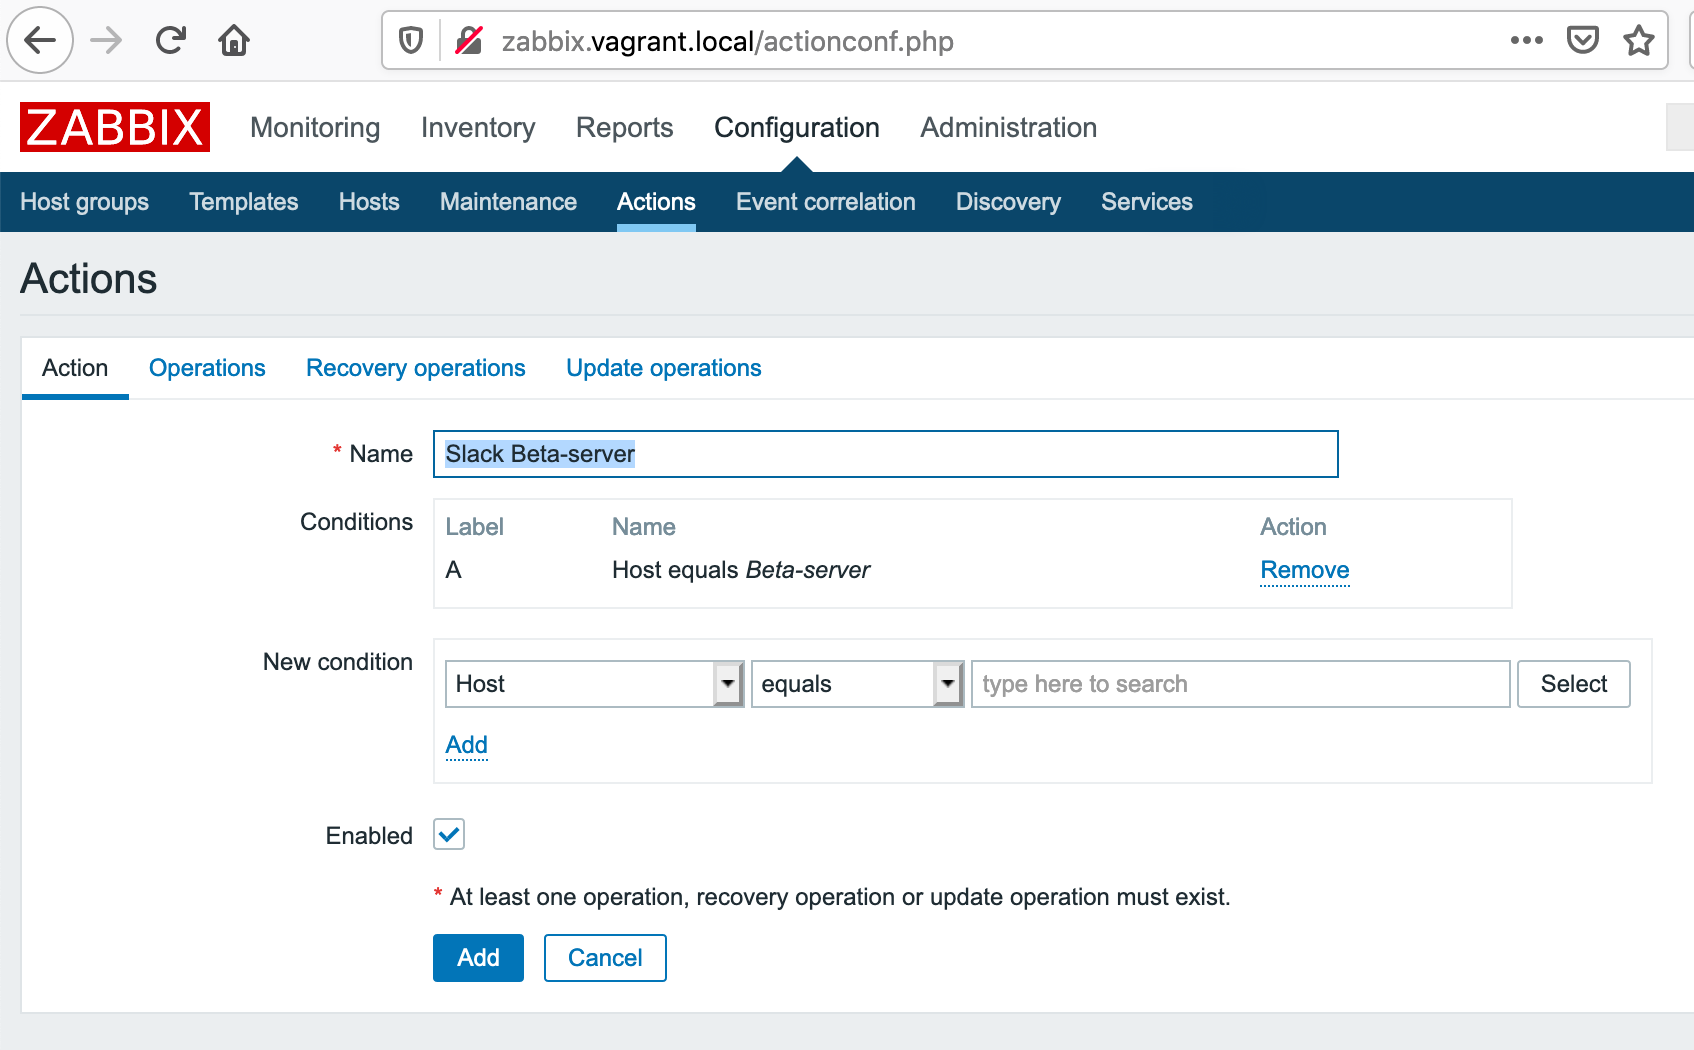 zabbix.vagrant.local/actionconf.php
ZABBIX Monitoring Inventory Reports Configuration Administration
Host groups Templates Hosts Maintenance Actions Event correlation Discovery Services
Actions
Action Operations Recovery operations Update operations
* Name Slack Beta-server
Conditions Label Name Action
A Host equals Beta-server Remove
New condition
Host equals type here to search Select
Add
Enabled
* At least one operation, recovery operation or update operation must exist.
Add Cancel